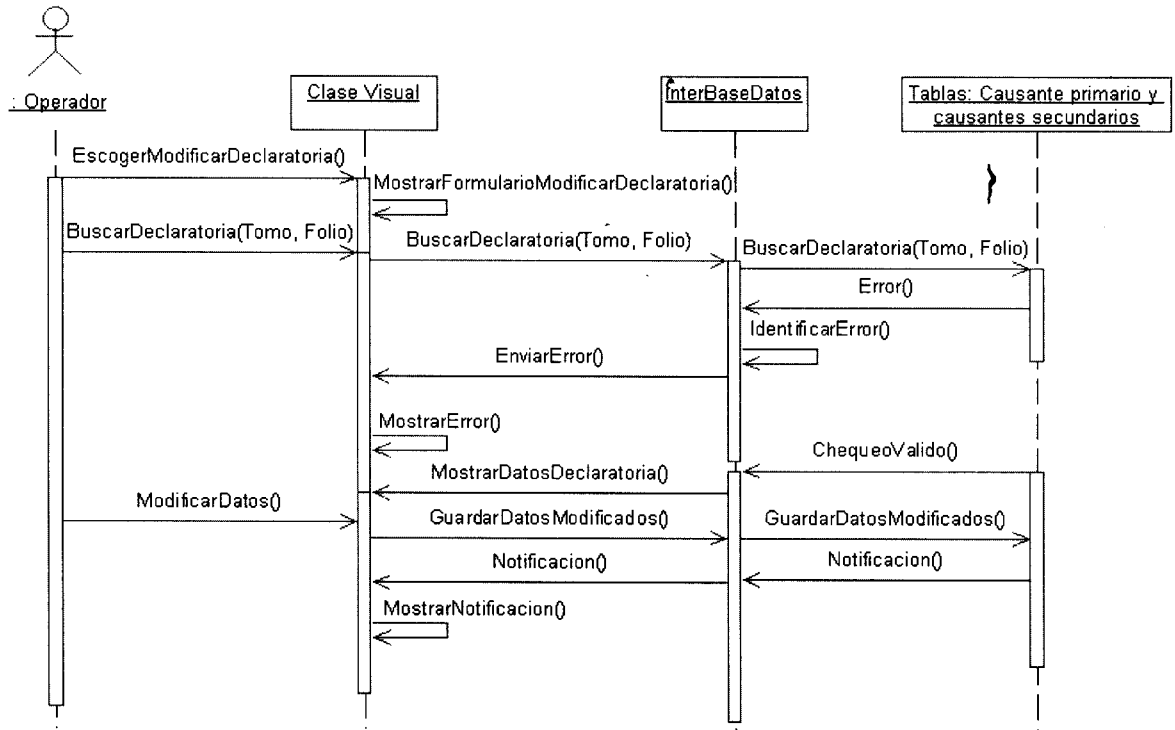 : Operador
Clase Visual
InterBaseDatos
Tablas: Causante primario y
causantes secundarios
EscogerModificarDeclaratoria()
MostrarFormularioModificarDeclaratoria()
BuscarDeclaratoria(Tomo, Folio)
BuscarDeclaratoria(Tomo, Folio)
BuscarDeclaratoria(Tomo, Folio)
Error()
IdentificarError()
EnviarError()
MostrarError()
ChequeoValido()
MostrarDatosDeclaratoria()
ModificarDatos()
GuardarDatosModificados()
GuardarDatosModificados()
Notificacion()
Notificacion()
MostrarNotificacion()